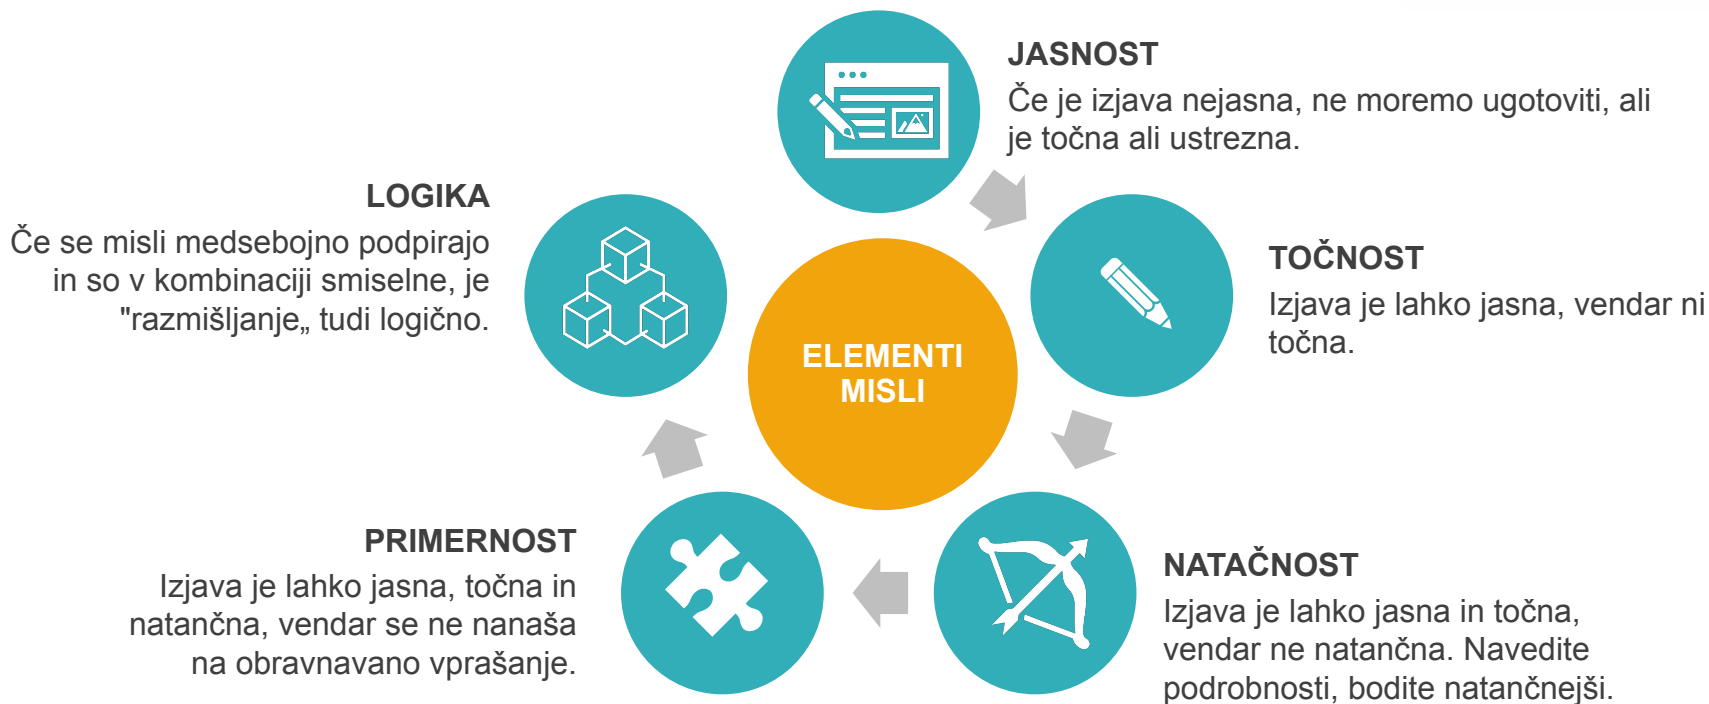 JASNOST
Če je izjava nejasna, ne moremo ugotoviti, ali
je točna ali ustrezna.
TOČNOST
Izjava je lahko jasna, vendar ni
točna.
NATAČNOST
Izjava je lahko jasna in točna,
vendar ne natančna. Navedite
podrobnosti, bodite natančnejši.
PRIMERNOST
Izjava je lahko jasna, točna in
natančna, vendar se ne nanaša
na obravnavano vprašanje.
LOGIKA
Če se misli medsebojno podpirajo
in so v kombinaciji smiselne, je
"razmišljanje„ tudi logično.
ELEMENTI
MISLI